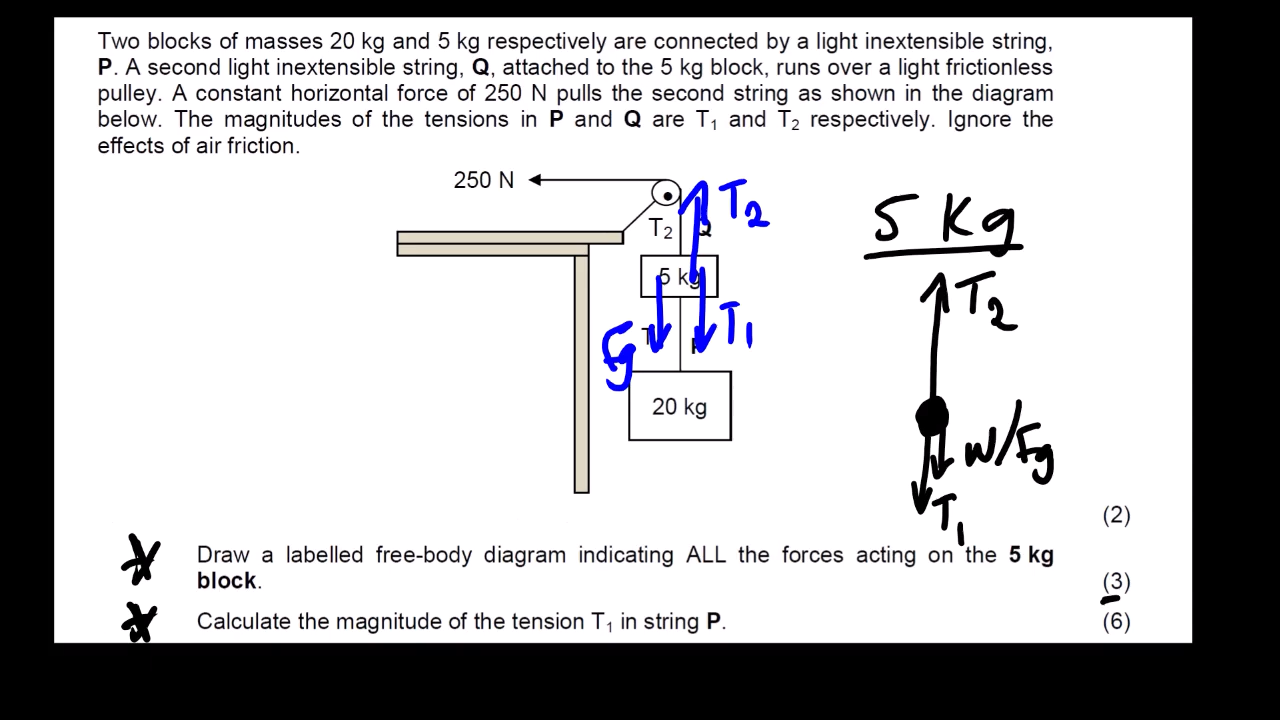 Two blocks of masses 20 kg and 5 kg respectively are connected by a light inextensible string,
P. A second light inextensible string, Q, attached to the 5 kg block, runs over a light frictionless
pulley. A constant horizontal force of 250 N pulls the second string as shown in the diagram
below. The magnitudes of the tensions in P and Q are T₁ and T₂ respectively. Ignore the
effects of air friction.
250 N
T₂
Q
T₂
5 kg
T
P
Fg
T₁
20 kg
5 Kg
T₂
W/Fg
T₁
(2)
Draw a labelled free-body diagram indicating ALL the forces acting on the 5 kg
block.
(3)
Calculate the magnitude of the tension T₁ in string P.
(6)